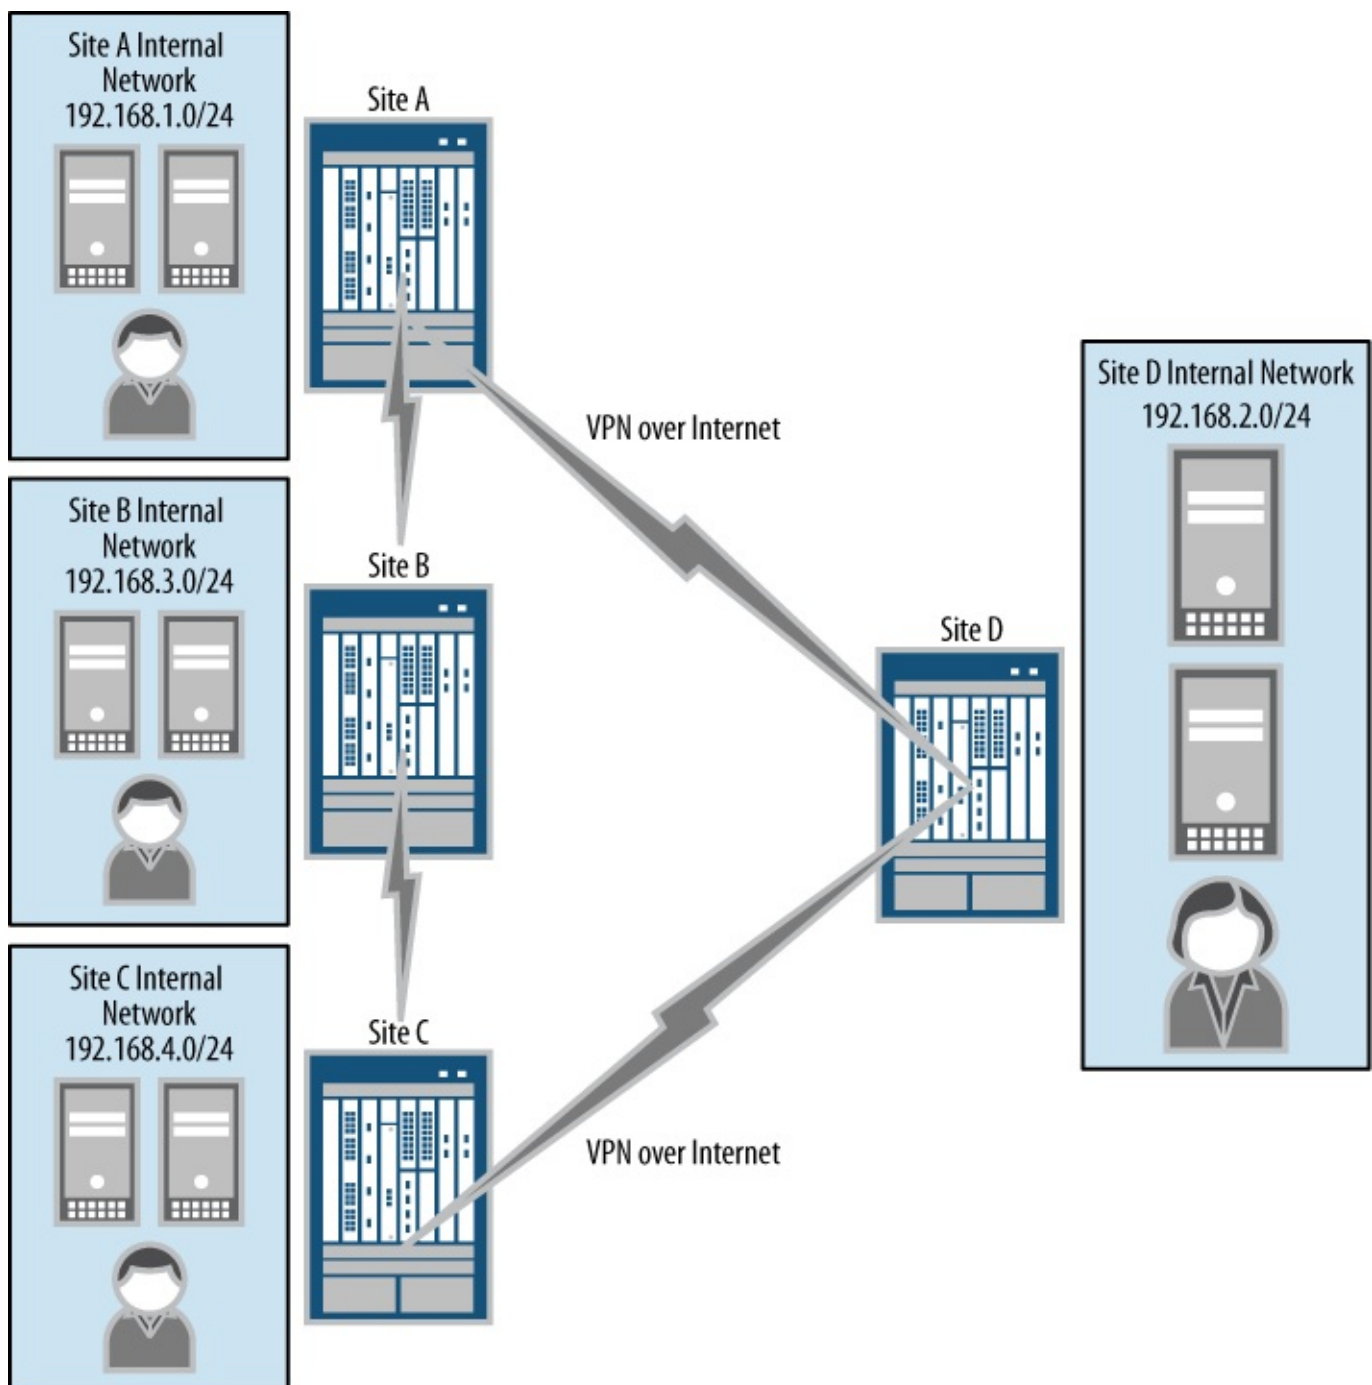 Site A Internal
Network
192.168.1.0/24
Site A
VPN over Internet
Site D Internal Network
192.168.2.0/24
Site B Internal
Network
192.168.3.0/24
Site B
Site D
Site C Internal
Network
192.168.4.0/24
Site C
VPN over Internet